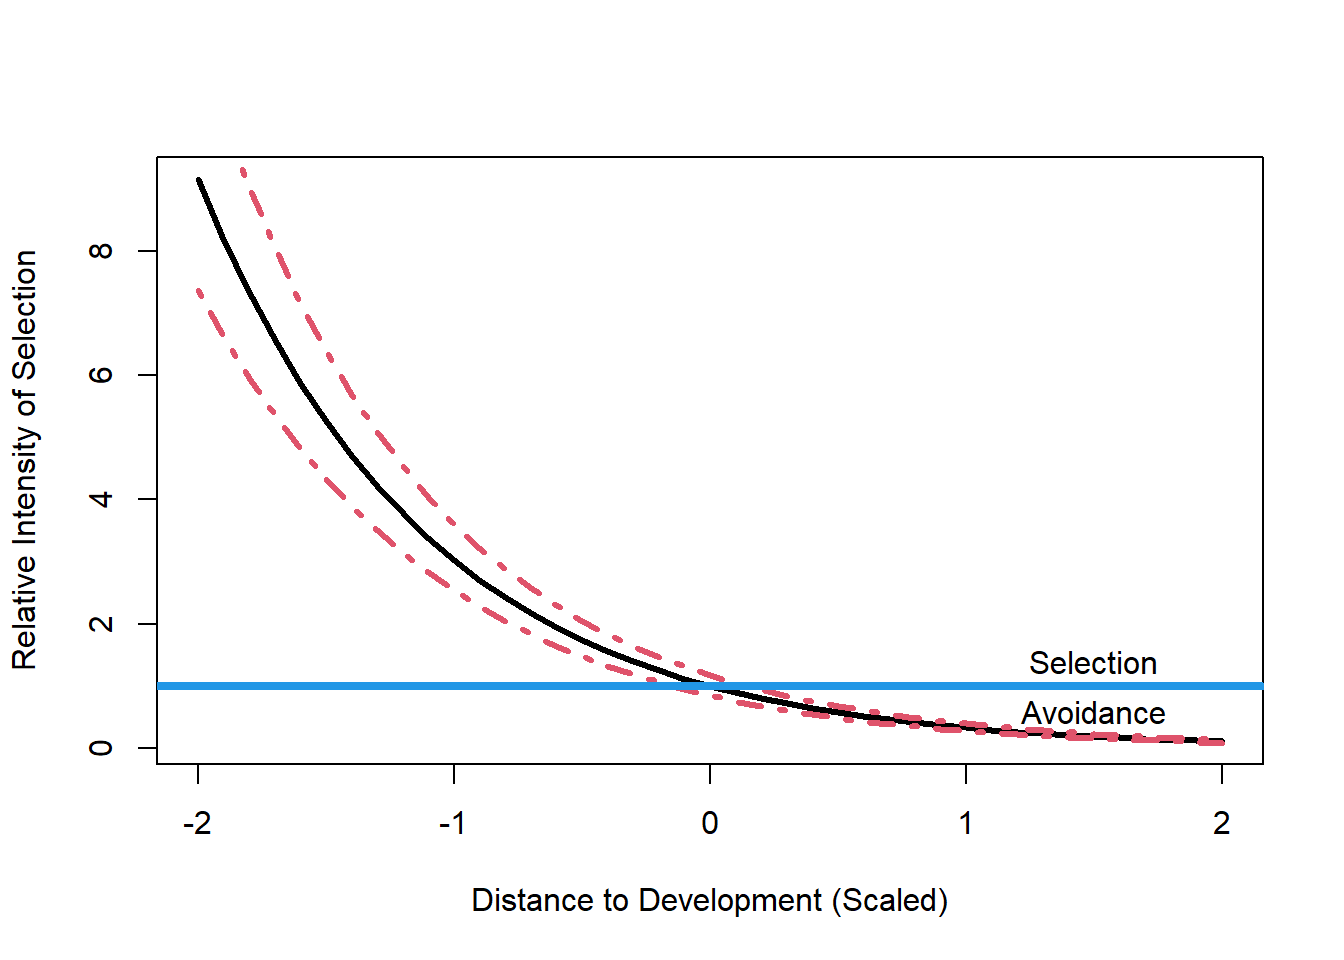 Relative Intensity of Selection
8
6
4
2
0
Selection
Avoidance
-2 -1 0 1 2
Distance to Development (Scaled)